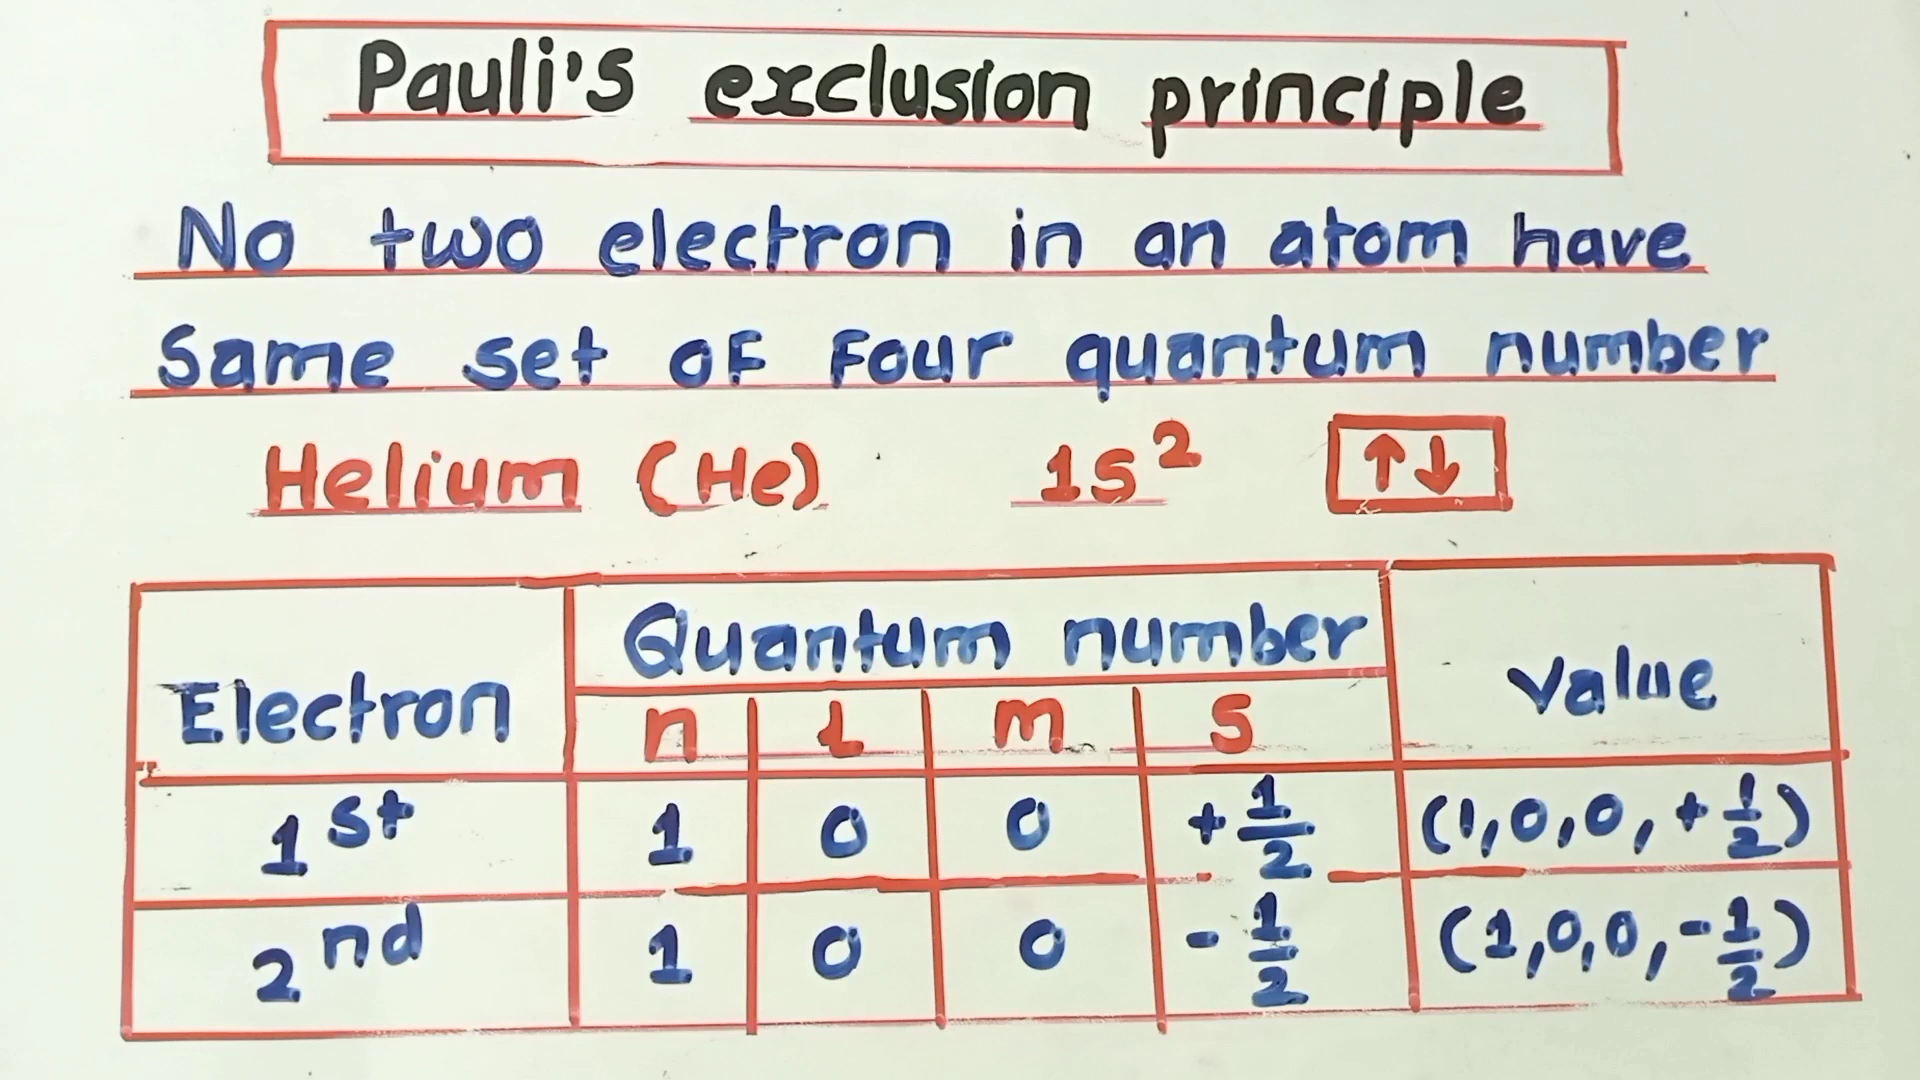 Pauli's exclusion principle
No two electron in an atom have
Same set of Four quantum number
Helium (He) 1s² ↑↓
Electron Quantum number Value
n l m s
1st 1 0 0 +1/2 (1,0,0,+1/2)
2nd 1 0 0 -1/2 (1,0,0,-1/2)